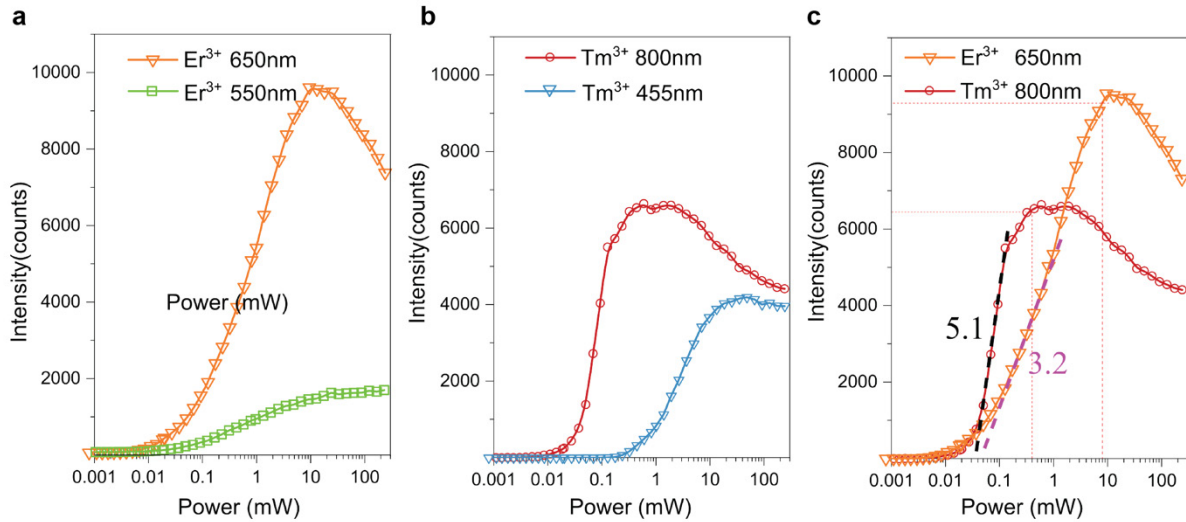 a
Er³⁺ 650nm
Er³⁺ 550nm
10000
8000
6000
4000
2000
0
Intensity(counts)
Power (mW)
0.001 0.01 0.1 1 10 100
Power (mW)
b
Tm³⁺ 800nm
Tm³⁺ 455nm
10000
8000
6000
4000
2000
0
Intensity(counts)
0.001 0.01 0.1 1 10 100
Power (mW)
c
Er³⁺ 650nm
Tm³⁺ 800nm
10000
8000
6000
4000
2000
0
Intensity(counts)
5.1
3.2
0.001 0.01 0.1 1 10 100
Power (mW)